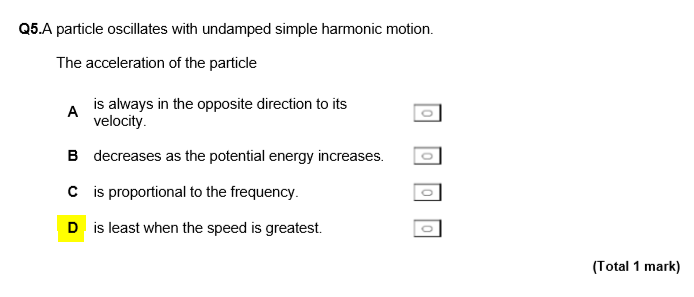 Q5.A particle oscillates with undamped simple harmonic motion.
The acceleration of the particle
A is always in the opposite direction to its
velocity.
B decreases as the potential energy increases.
C is proportional to the frequency.
D is least when the speed is greatest.
(Total 1 mark)